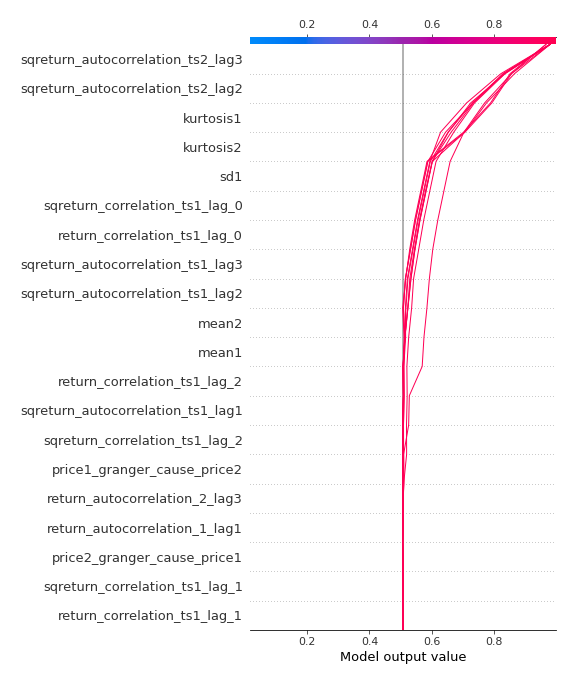 0.2 0.4 0.6 0.8
sqreturn_autocorrelation_ts2_lag3
sqreturn_autocorrelation_ts2_lag2
kurtosis1
kurtosis2
sd1
sqreturn_correlation_ts1_lag_0
return_correlation_ts1_lag_0
sqreturn_autocorrelation_ts1_lag3
sqreturn_autocorrelation_ts1_lag2
mean2
mean1
return_correlation_ts1_lag_2
sqreturn_autocorrelation_ts1_lag1
sqreturn_correlation_ts1_lag_2
price1_granger_cause_price2
return_autocorrelation_2_lag3
return_autocorrelation_1_lag1
price2_granger_cause_price1
sqreturn_correlation_ts1_lag_1
return_correlation_ts1_lag_1
0.2 0.4 0.6 0.8
Model output value